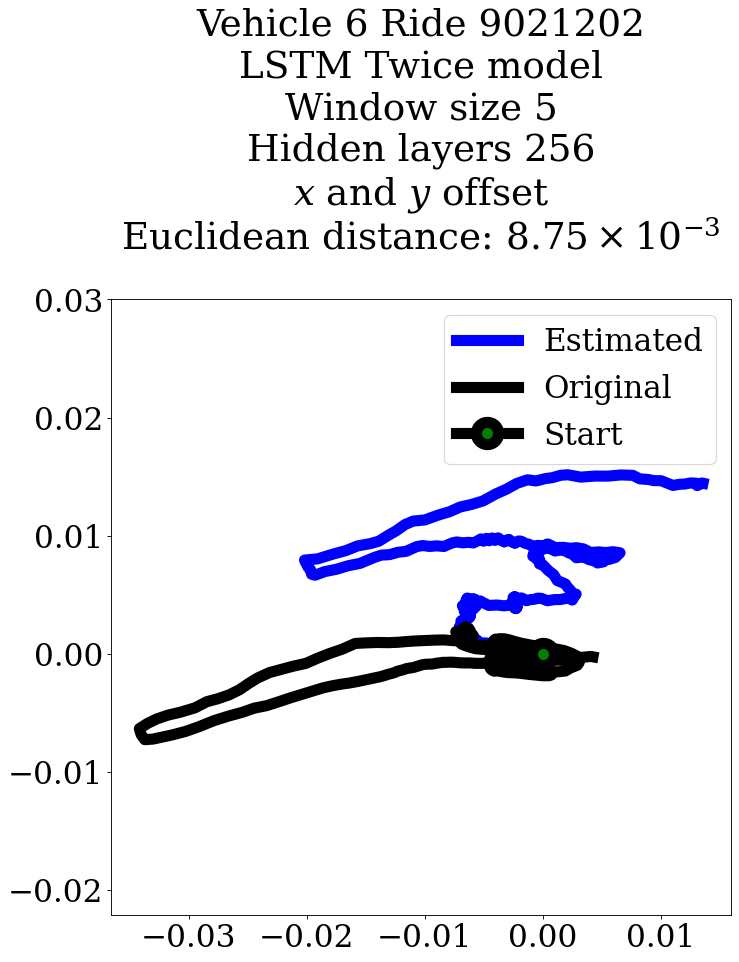 Vehicle 6 Ride 9021202
LSTM Twice model
Window size 5
Hidden layers 256
x and y offset
Euclidean distance: 8.75 × 10⁻³
0.03
Estimated
Original
Start
0.02
0.01
0.00
−0.01
−0.02
−0.03 −0.02 −0.01 0.00 0.01